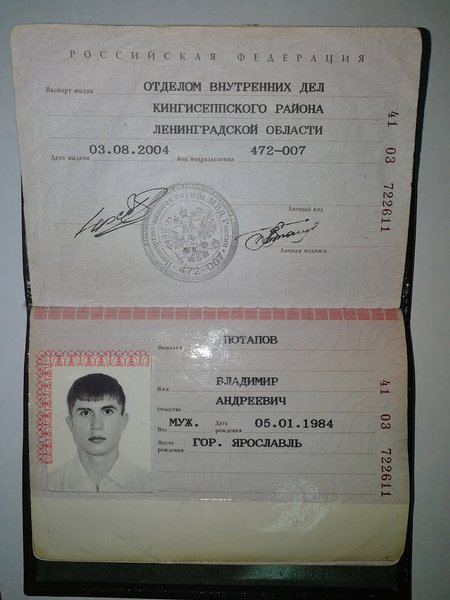 РОССИЙСКАЯ ФЕДЕРАЦИЯ
Паспорт выдан ОТДЕЛОМ ВНУТРЕННИХ ДЕЛ
КИНГИСЕППСКОГО РАЙОНА
ЛЕНИНГРАДСКОЙ ОБЛАСТИ
03.08.2004 472-007
Дата выдачи Код подразделения
41 03 722611
Личный код
Личная подпись
472-007
ПОТАПОВ
Фамилия
ВЛАДИМИР
Имя
АНДРЕЕВИЧ
Отчество
МУЖ. Дата 05.01.1984
Пол рождения
Место ГОР. ЯРОСЛАВЛЬ
рождения
41 03 722611